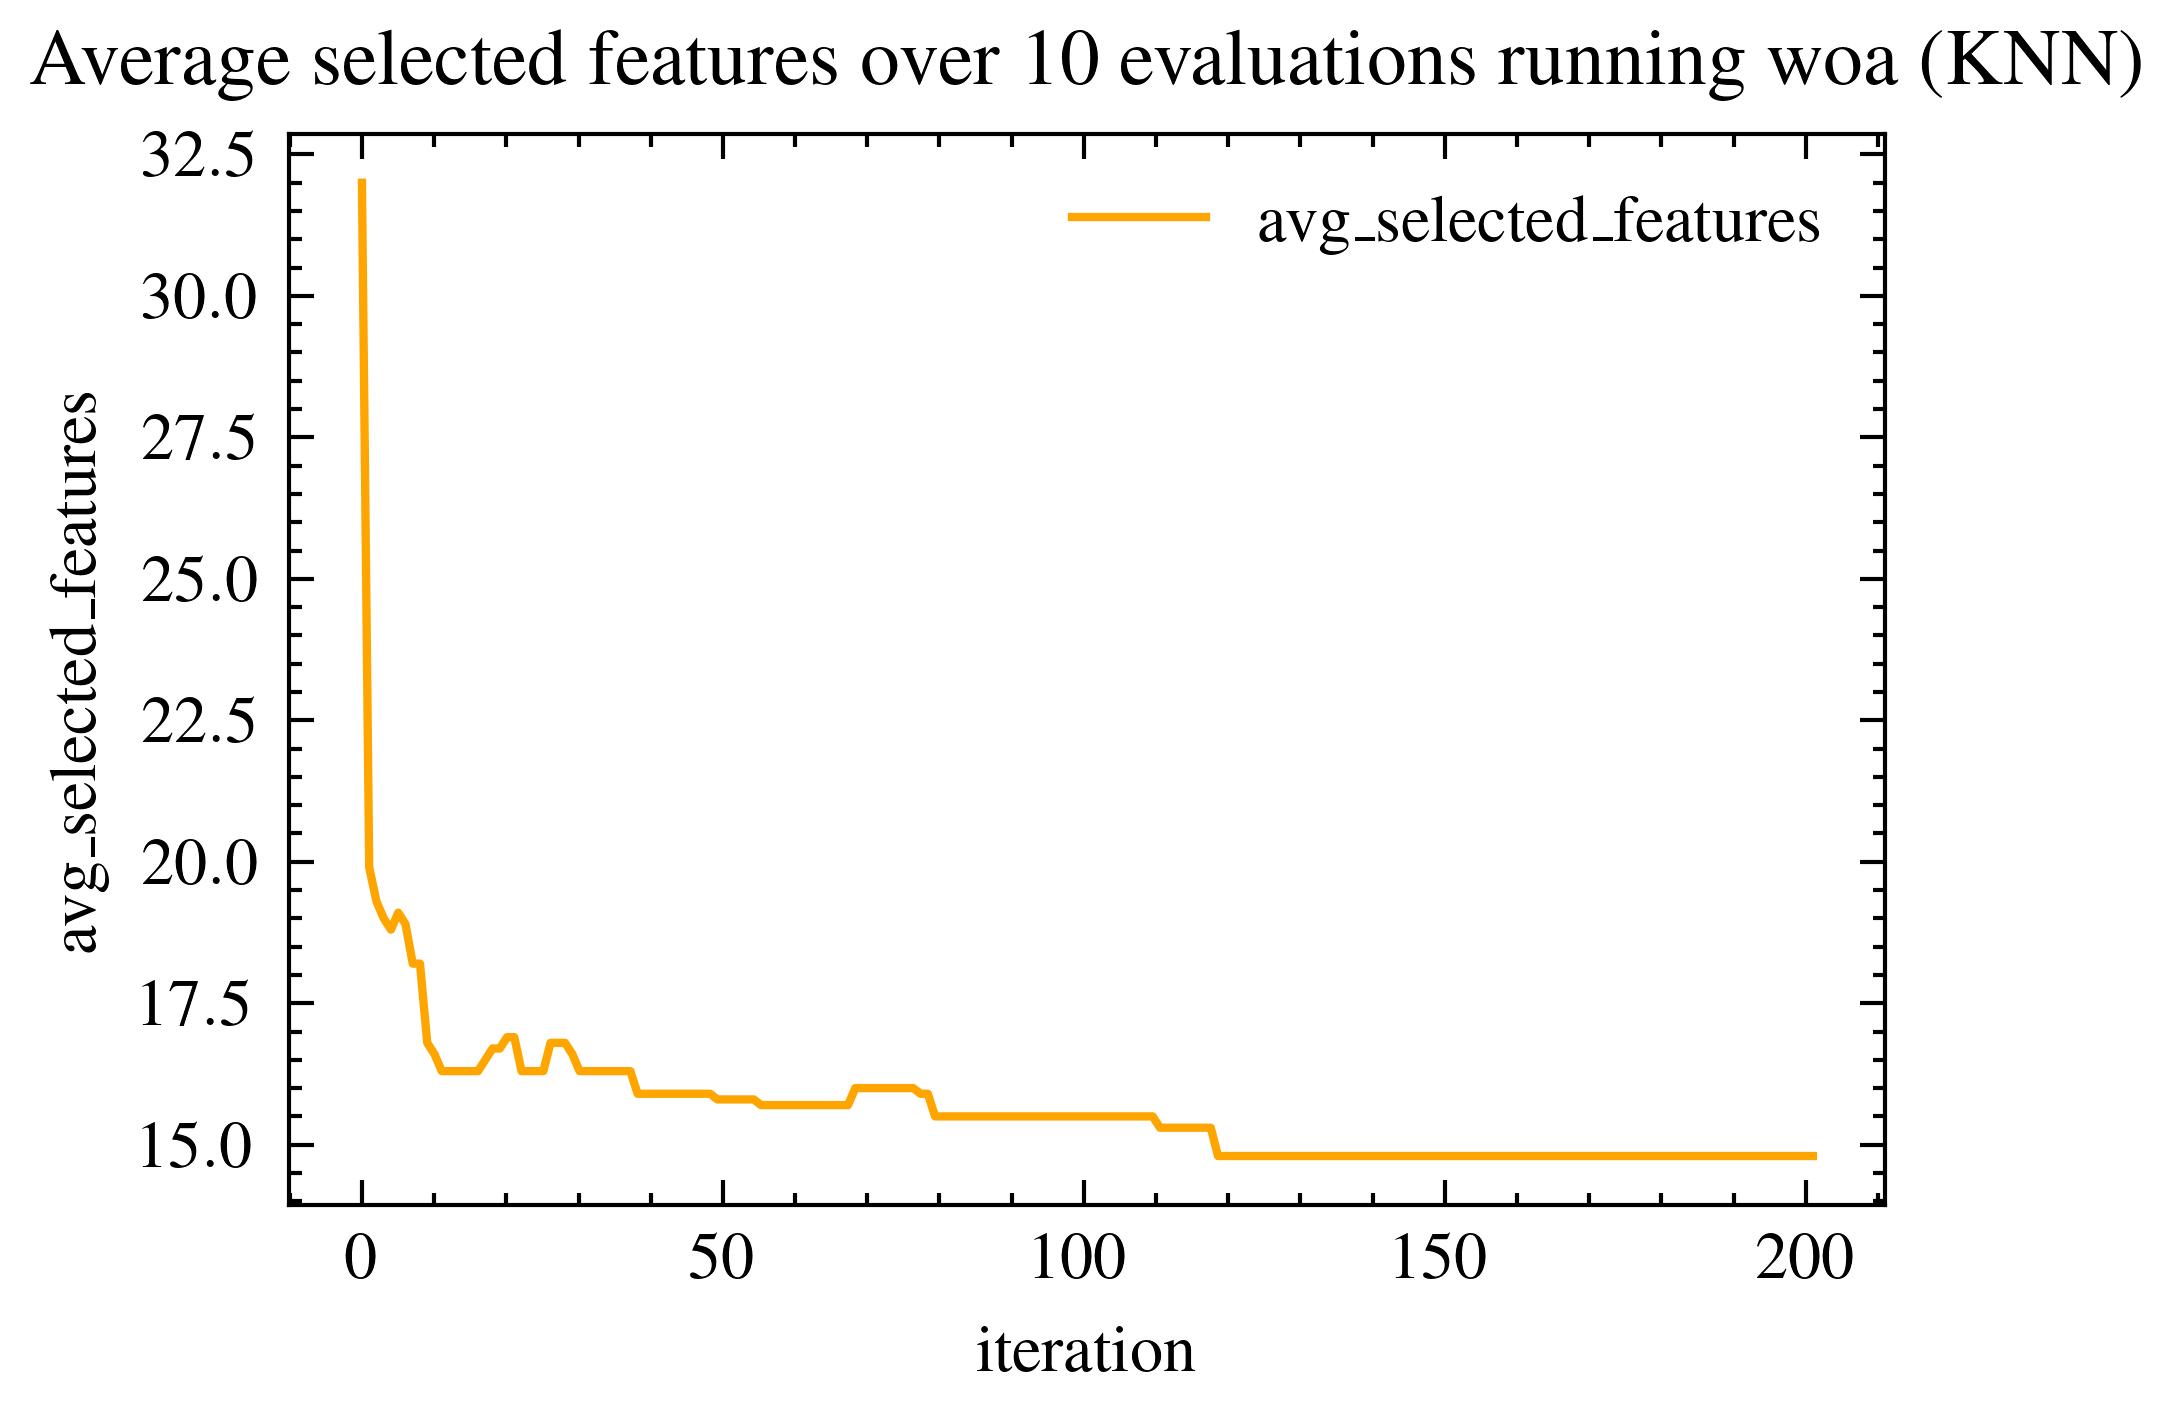 Average selected features over 10 evaluations running woa (KNN)
avg_selected_features
32.5
30.0
27.5
25.0
22.5
20.0
17.5
15.0
avg_selected_features
0 50 100 150 200
iteration